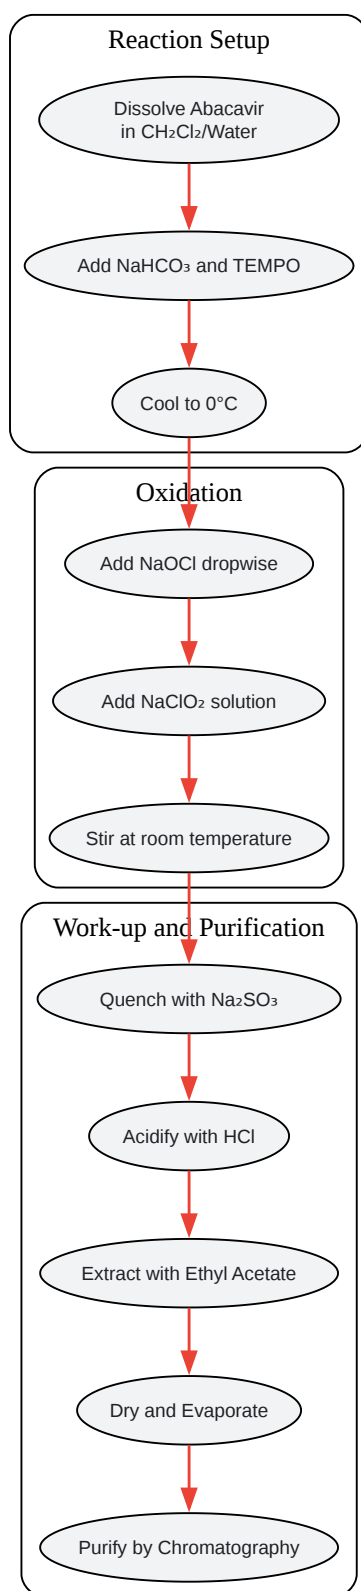 Reaction Setup
Dissolve Abacavir
in CH₂Cl₂/Water
Add NaHCO₃ and TEMPO
Cool to 0°C
Oxidation
Add NaOCl dropwise
Add NaClO₂ solution
Stir at room temperature
Work-up and Purification
Quench with Na₂SO₃
Acidify with HCl
Extract with Ethyl Acetate
Dry and Evaporate
Purify by Chromatography